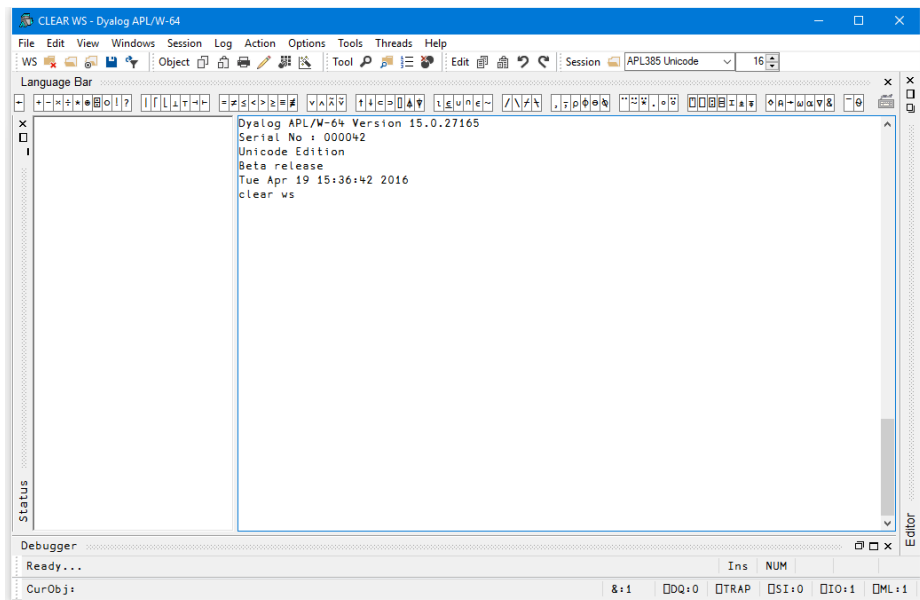 CLEAR WS - Dyalog APL/W-64
File Edit View Windows Session Log Action Options Tools Threads Help
WS Object Tool Edit Session APL385 Unicode 16
Language Bar
← + - × ÷ * ⍟ ⌹ ○ ! ? | ⌈ ⌊ ⊥ ⊤ ⊣ ⊢ = ≠ ≤ < > ≥ ≡ ≢ ∨ ∧ ⍲ ⍱ ↑ ↓ ⊂ ⊃ ⌷ ⍋ ⍒ ⍳ ⍷ ∪ ∩ ∊ ~ / \ ⌿ ⍀ , ⍪ ⍴ ⌽ ⊖ ⍉ ¨ ⍨ ⍣ . ∘ ⍤ ⍞ ⎕ ⍠ ⌸ ⌶ ⍎ ⍕ ⋄ ⍝ → ⍵ ⍺ ∇ & ¯ ⍬
Dyalog APL/W-64 Version 15.0.27165
Serial No : 000042
Unicode Edition
Beta release
Tue Apr 19 15:36:42 2016
clear ws
Status
Editor
Debugger
Ready... Ins NUM
CurObj: &:1 ⎕DQ:0 ⎕TRAP ⎕SI:0 ⎕IO:1 ⎕ML:1